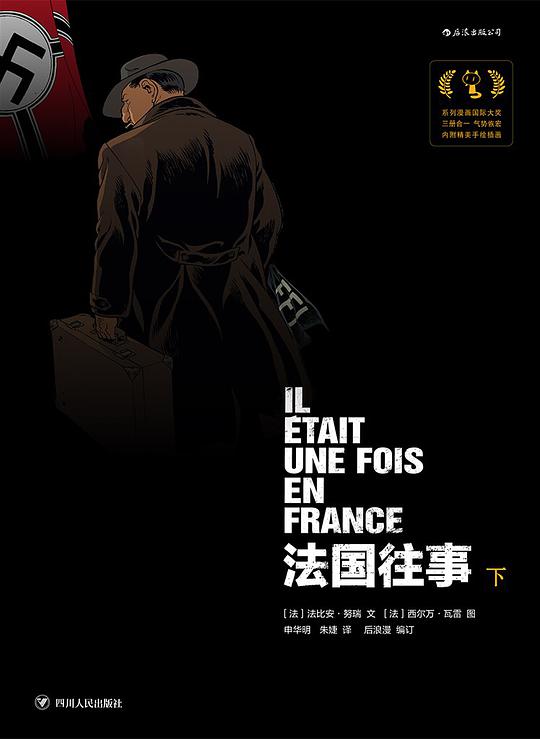 后浪出版公司
系列漫画国际大奖
三册合一 气势恢宏
内附精美手绘插画
FFI
IL
ÉTAIT
UNE FOIS
EN
FRANCE
法国往事 下
[法] 法比安·努瑞 文 [法] 西尔万·瓦雷 图
申华明 朱婕 译 后浪漫 编订
四川人民出版社